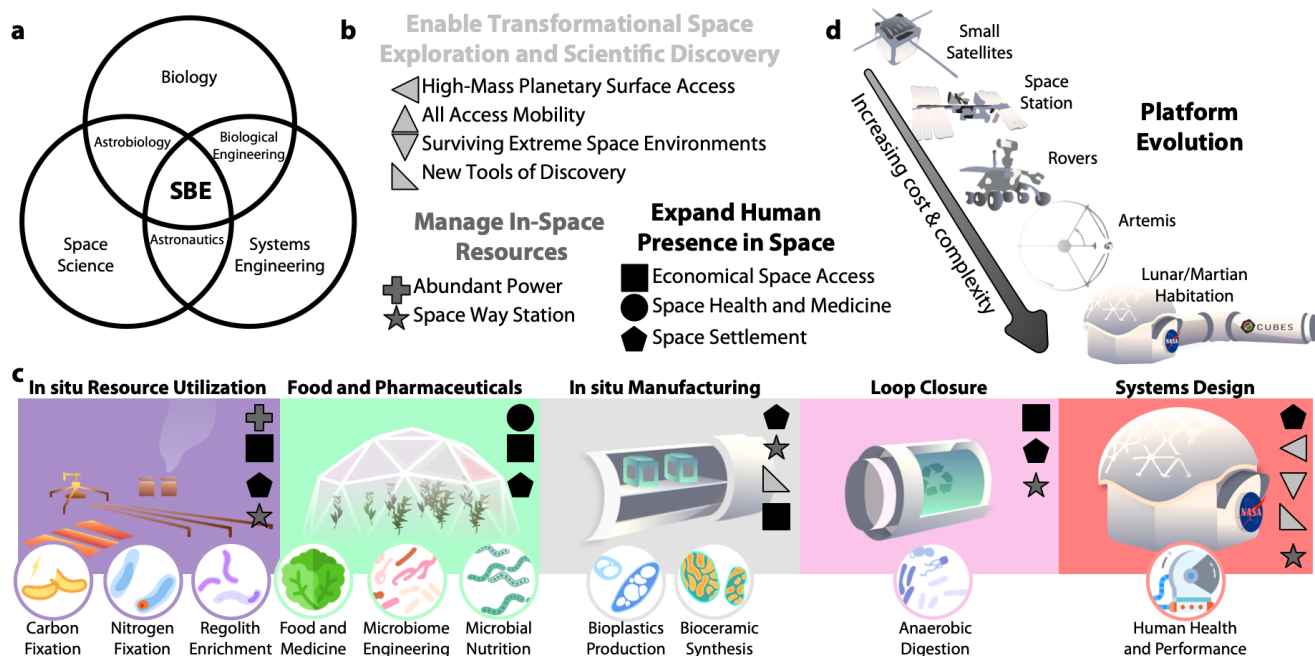 a
Biology
Astrobiology
Biological
Engineering
SBE
Space
Science
Astronautics
Systems
Engineering
b
Enable Transformational Space
Exploration and Scientific Discovery
High-Mass Planetary Surface Access
All Access Mobility
Surviving Extreme Space Environments
New Tools of Discovery
Manage In-Space
Resources
Abundant Power
Space Way Station
Expand Human
Presence in Space
Economical Space Access
Space Health and Medicine
Space Settlement
d
Small
Satellites
Space
Station
Rovers
Artemis
Lunar/Martian
Habitation
Increasing cost & complexity
Platform
Evolution
NASA
CUBES
c
In situ Resource Utilization
Food and Pharmaceuticals
In situ Manufacturing
Loop Closure
Systems Design
NASA
Carbon
Fixation
Nitrogen
Fixation
Regolith
Enrichment
Food and
Medicine
Microbiome
Engineering
Microbial
Nutrition
Bioplastics
Production
Bioceramic
Synthesis
Anaerobic
Digestion
Human Health
and Performance